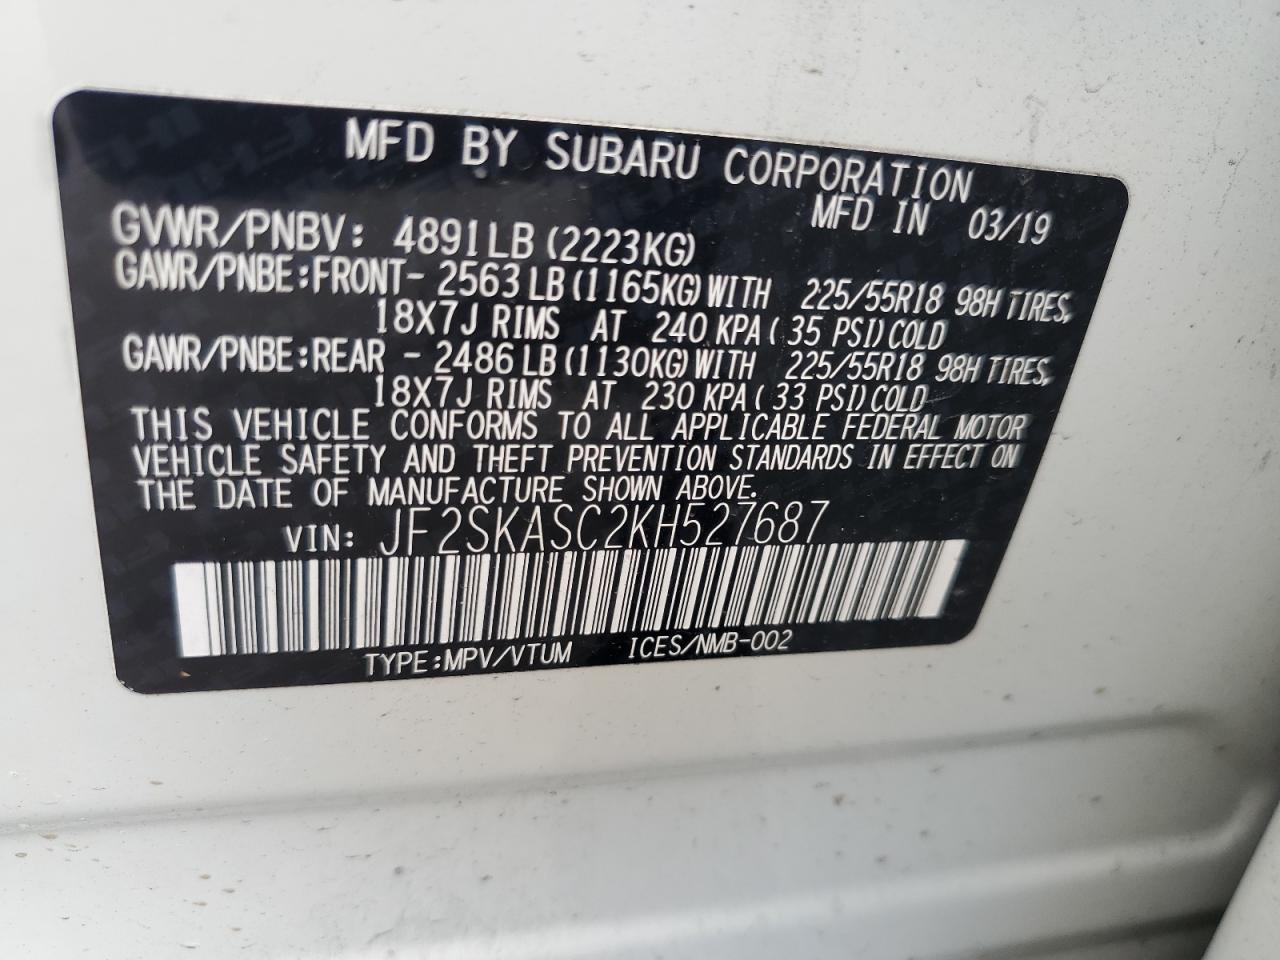 MFD BY SUBARU CORPORATION
MFD IN 03/19
GVWR/PNBV: 4891LB (2223KG)
GAWR/PNBE:FRONT- 2563 LB (1165KG) WITH 225/55R18 98H TIRES,
18X7J RIMS AT 240 KPA ( 35 PSI) COLD
GAWR/PNBE:REAR - 2486 LB (1130KG) WITH 225/55R18 98H TIRES,
18X7J RIMS AT 230 KPA ( 33 PSI) COLD
THIS VEHICLE CONFORMS TO ALL APPLICABLE FEDERAL MOTOR
VEHICLE SAFETY AND THEFT PREVENTION STANDARDS IN EFFECT ON
THE DATE OF MANUFACTURE SHOWN ABOVE.
VIN: JF2SKASC2KH527687
TYPE:MPV/VTUM ICES/NMB-002